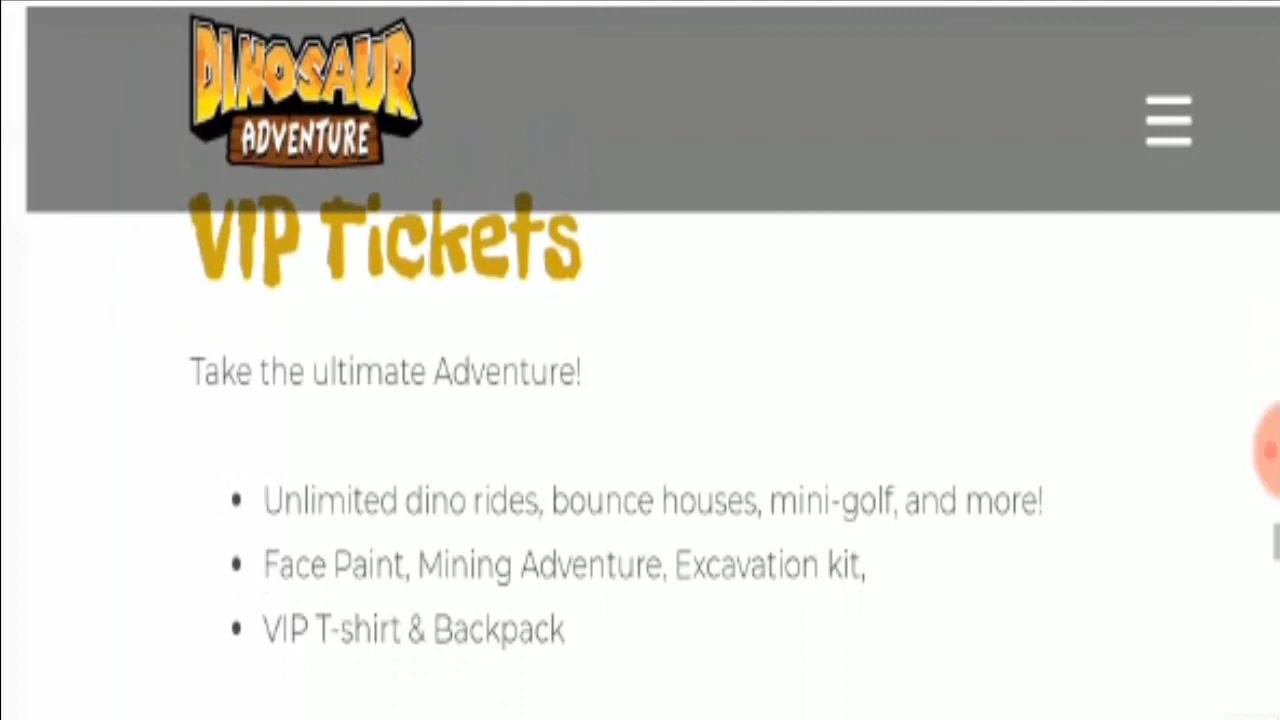 DINOSAUR
ADVENTURE
VIP Tickets
Take the ultimate Adventure!
Unlimited dino rides, bounce houses, mini-golf, and more!
Face Paint, Mining Adventure, Excavation kit,
VIP T-shirt & Backpack